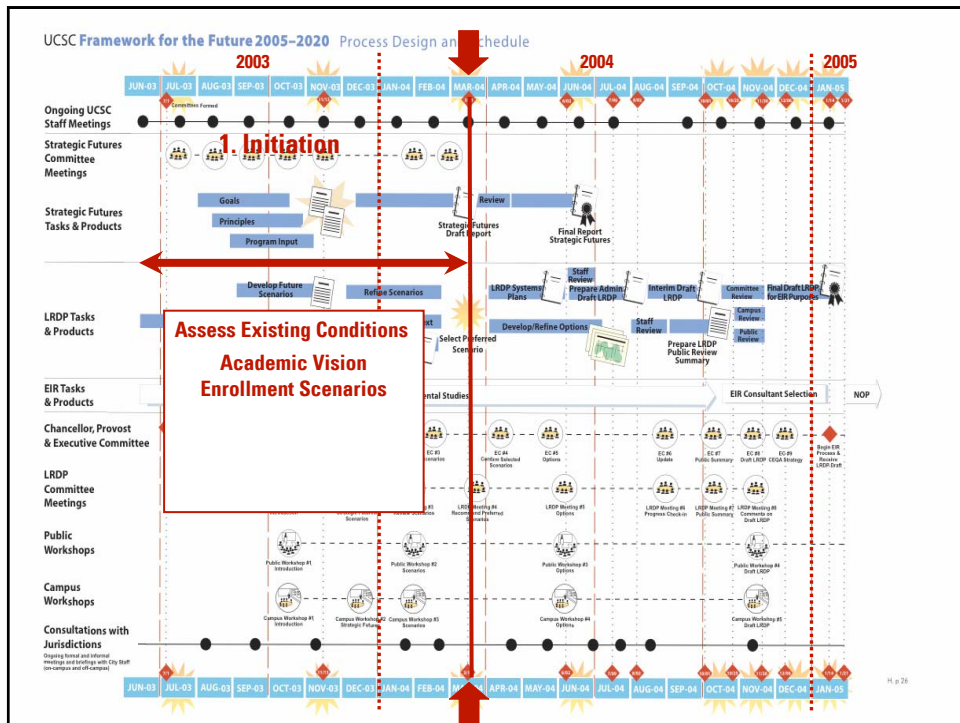 UCSC Framework for the Future 2005–2020 Process Design and Schedule
2003 2004 2005
JUN-03 JUL-03 AUG-03 SEP-03 OCT-03 NOV-03 DEC-03 JAN-04 FEB-04 MAR-04 APR-04 MAY-04 JUN-04 JUL-04 AUG-04 SEP-04 OCT-04 NOV-04 DEC-04 JAN-05
Committees Formed
Ongoing UCSC
Staff Meetings
1. Initiation
Strategic Futures
Committee
Meetings
Strategic Futures
Tasks & Products
Goals
Principles
Program Input
Review
Strategic Futures
Draft Report
Final Report
Strategic Futures
LRDP Tasks
& Products
Develop Future
Scenarios
Refine Scenarios
Select Preferred
Scenario
LRDP Systems
Plans
Staff
Review
Prepare Admin
Draft LRDP
Interim Draft
LRDP
Committee
Review
Final Draft LRDP
for EIR Purposes
Develop/Refine Options
Staff
Review
Prepare LRDP
Public Review
Summary
Campus
Review
Public
Review
Assess Existing Conditions
Academic Vision
Enrollment Scenarios
EIR Tasks
& Products
EIR Consultant Selection
NOP
Chancellor, Provost
& Executive Committee
EC #3
Scenarios
EC #4
Confirm Selected
Scenarios
EC #5
Options
EC #6
Update
EC #7
Public Summary
EC #8
Draft LRDP
EC #9
CEQA Strategy
Begin EIR
Process &
Receive
LRDP Draft
LRDP
Committee
Meetings
LRDP Meeting #4
Recommend Preferred
Scenarios
LRDP Meeting #5
Options
LRDP Meeting #6
Progress Check-in
LRDP Meeting #7
Public Summary
LRDP Meeting #8
Comments on
Draft LRDP
Public
Workshops
Public Workshop #1
Introduction
Public Workshop #2
Scenarios
Public Workshop #3
Options
Public Workshop #4
Draft LRDP
Campus
Workshops
Campus Workshop #1
Introduction
Campus Workshop #2
Strategic Futures
Campus Workshop #3
Scenarios
Campus Workshop #4
Options
Campus Workshop #5
Draft LRDP
Consultations with
Jurisdictions
Ongoing formal and informal
meetings and briefings with City Staff
(on-campus and off-campus)
JUN-03 JUL-03 AUG-03 SEP-03 OCT-03 NOV-03 DEC-03 JAN-04 FEB-04 APR-04 MAY-04 JUN-04 JUL-04 AUG-04 SEP-04 OCT-04 NOV-04 DEC-04 JAN-05
H. p 26